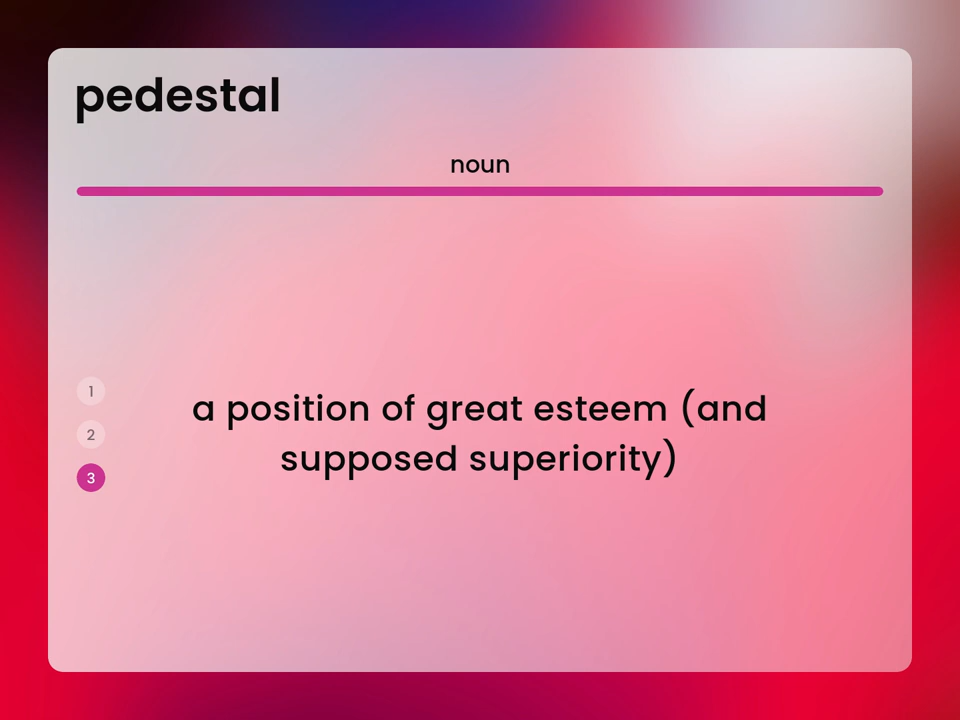 pedestal
noun
1
2
3
a position of great esteem (and
supposed superiority)